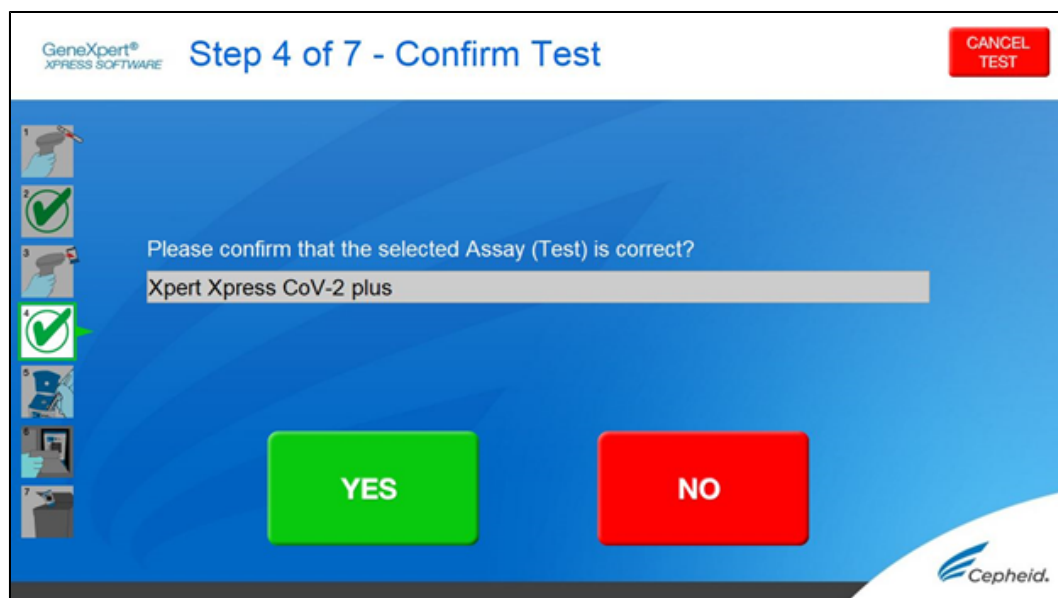 GeneXpert®
XPRESS SOFTWARE
Step 4 of 7 - Confirm Test
CANCEL
TEST
1
2
3
4
5
6
7
Please confirm that the selected Assay (Test) is correct?
Xpert Xpress CoV-2 plus
YES
NO
Cepheid.